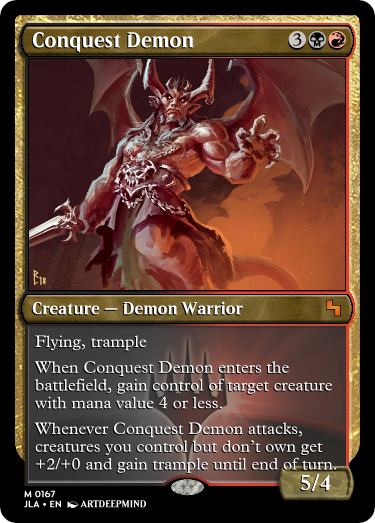 Conquest Demon 3
Creature — Demon Warrior
Flying, trample
When Conquest Demon enters the
battlefield, gain control of target creature
with mana value 4 or less.
Whenever Conquest Demon attacks,
creatures you control but don't own get
+2/+0 and gain trample until end of turn.
5/4
M 0167
JLA • EN ARTDEEPMIND